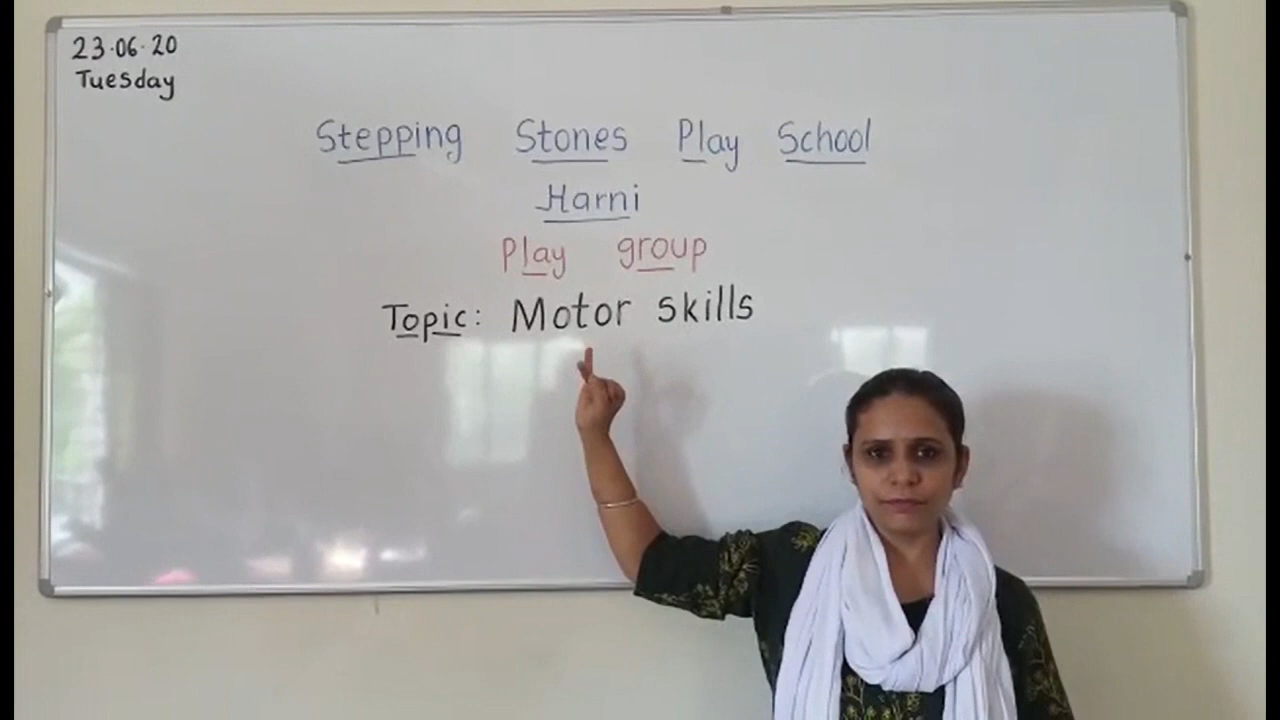 23.06.20
Tuesday
Stepping Stones Play School
Harni
Play group
Topic: Motor skills